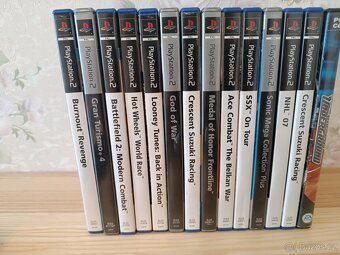 PlayStation 2
Burnout Revenge
PlayStation 2
Gran Turismo 4
PlayStation 2
Battlefield 2: Modern Combat
PlayStation 2
Hot Wheels World Race
PlayStation 2
Looney Tunes: Back in Action
PlayStation 2
God of War
PlayStation 2
Crescent Suzuki Racing
PlayStation 2
Medal of Honor Frontline
PlayStation 2
Ace Combat The Belkan War
PlayStation 2
SSX On Tour
PlayStation 2
Sonic Mega Collection Plus
PlayStation 2
NHL 07
PlayStation 2
Crescent Suzuki Racing